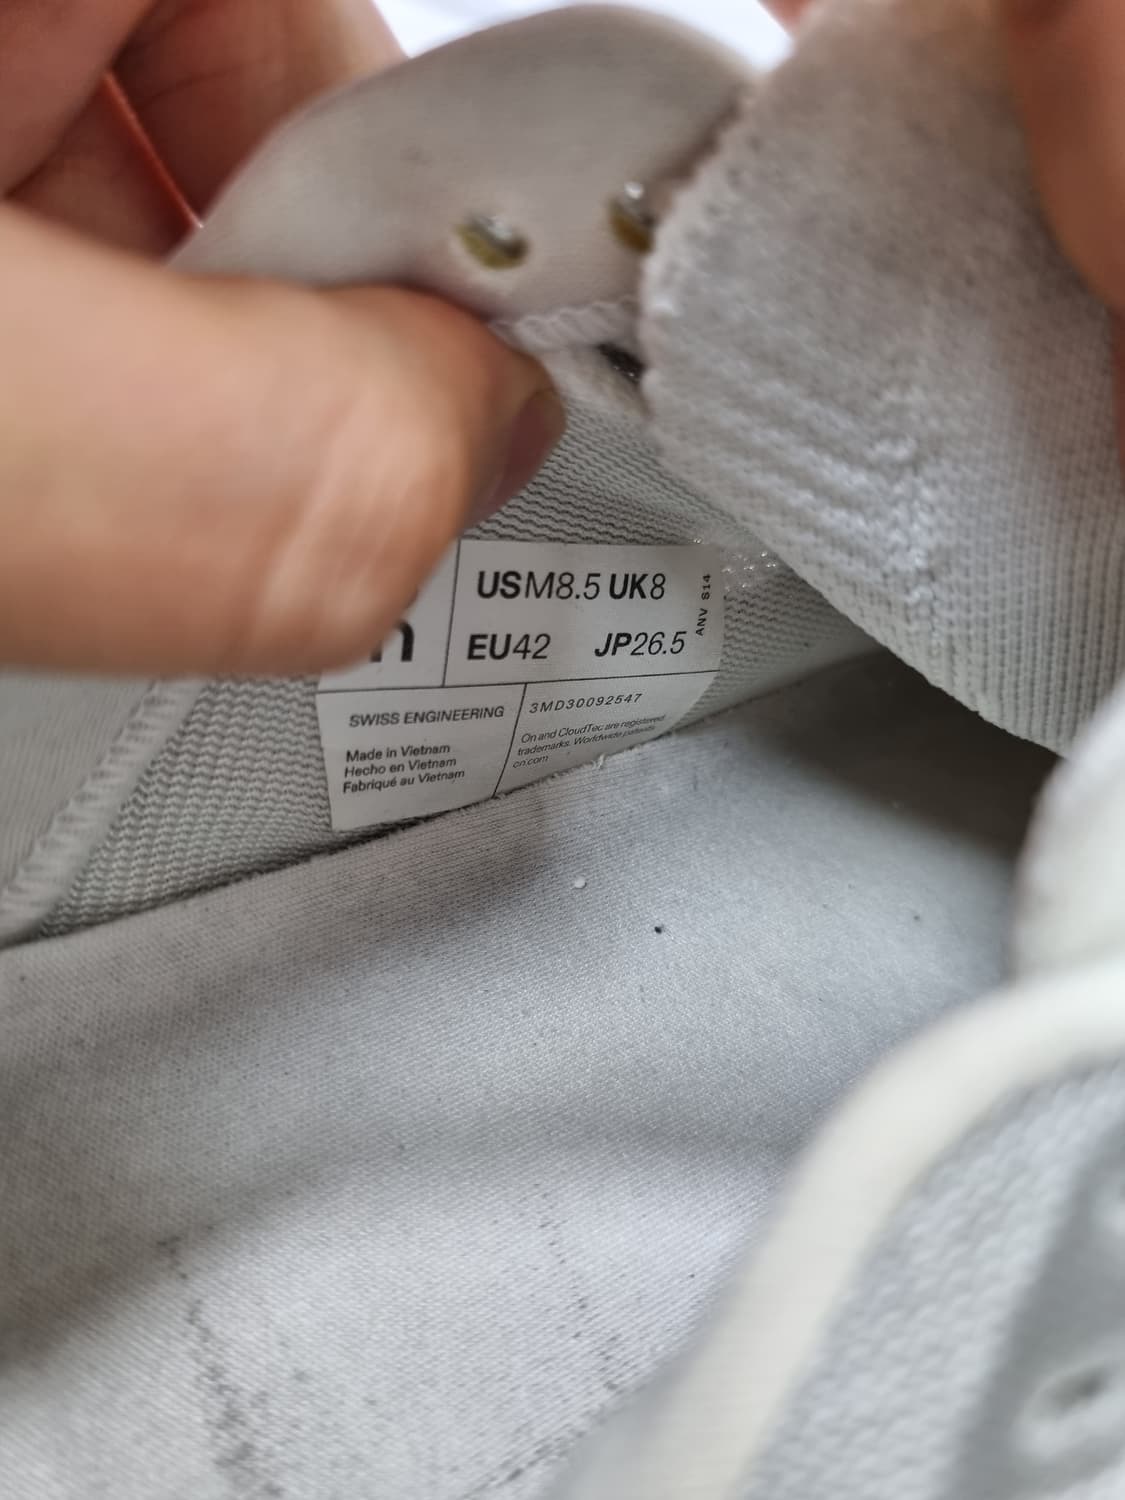 USM8.5 UK8
EU42 JP26.5
ANV S14
SWISS ENGINEERING
Made in Vietnam
Hecho en Vietnam
Fabriqué au Vietnam
3MD30092547
On and CloudTec are registered
trademarks. Worldwide patents
on.com